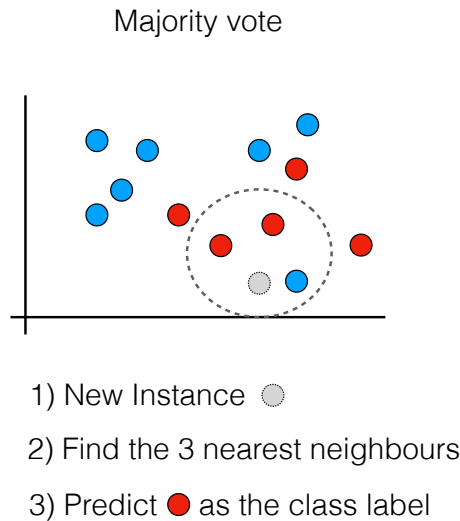 Majority vote
1) New Instance
2) Find the 3 nearest neighbours
3) Predict as the class label